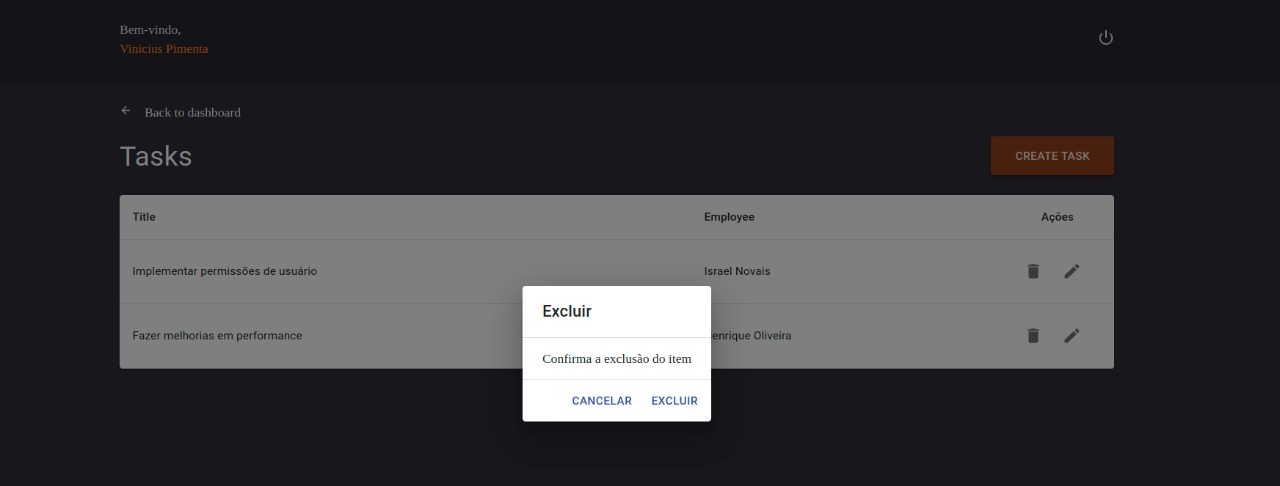 Bem-vindo,
Vinicius Pimenta
Back to dashboard
Tasks
CREATE TASK
Title Employee Ações
Implementar permissões de usuário Israel Novais
Fazer melhorias em performance enrique Oliveira
Excluir
Confirma a exclusão do item
CANCELAR EXCLUIR